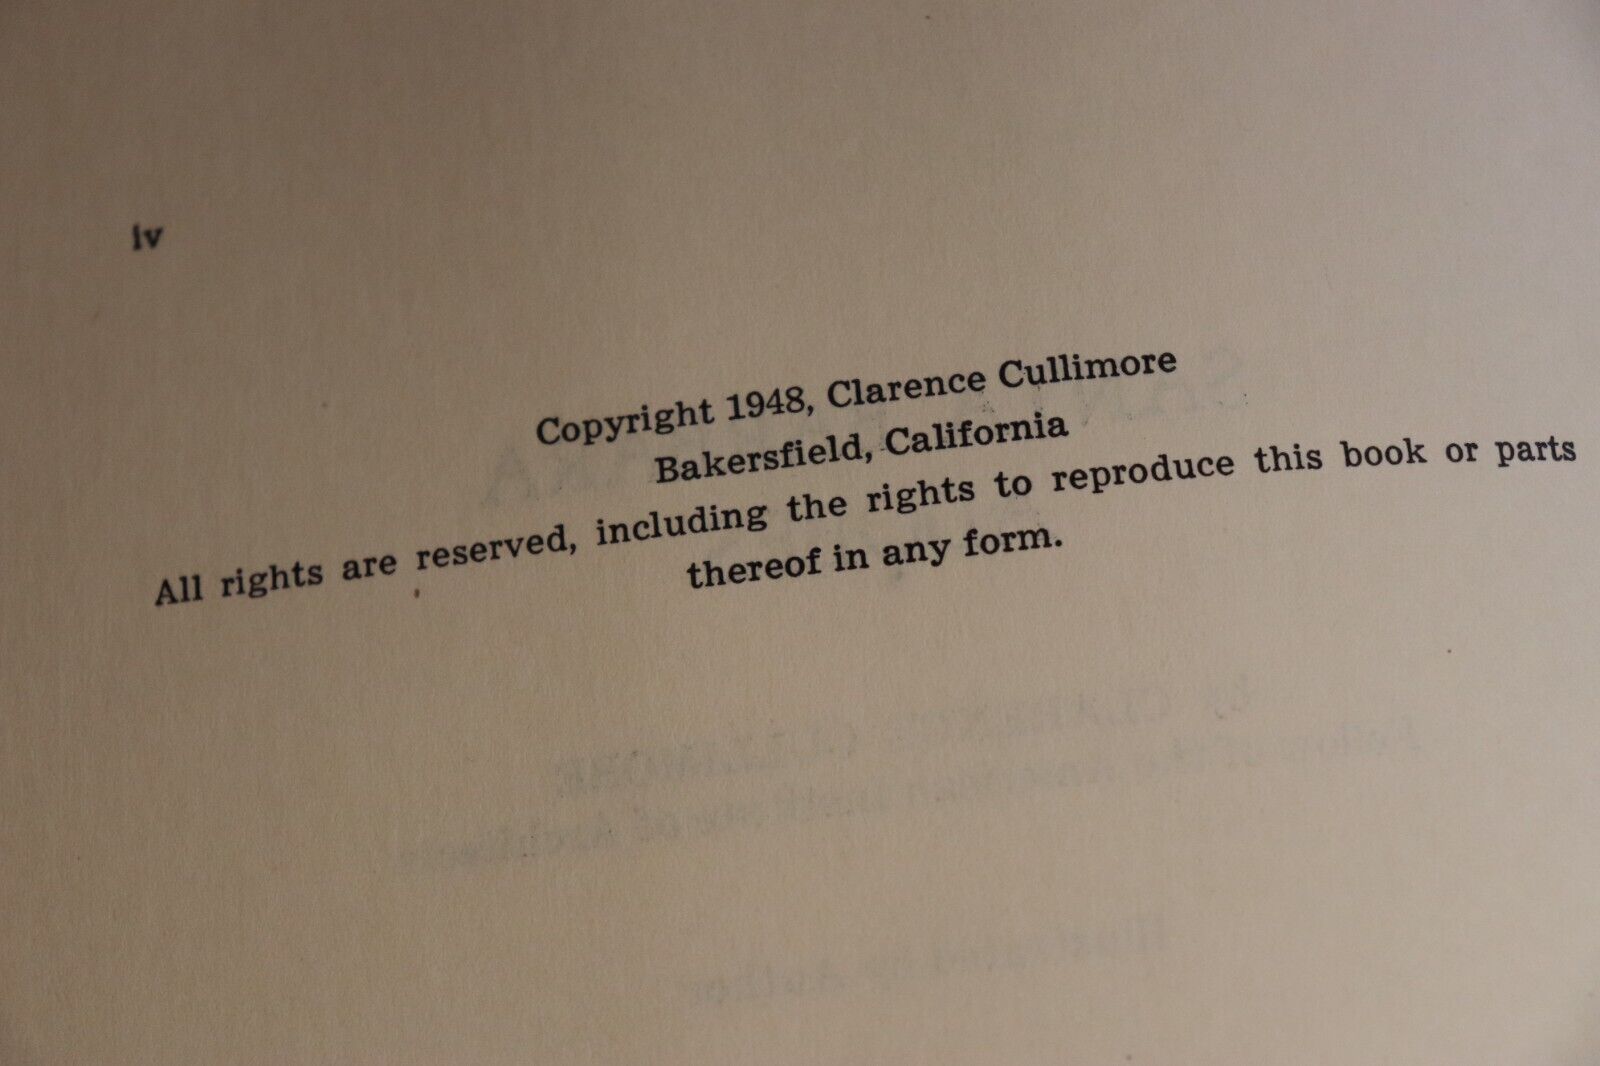 iv
Copyright 1948, Clarence Cullimore
Bakersfield, California
All rights are reserved, including the rights to reproduce this book or parts
thereof in any form.